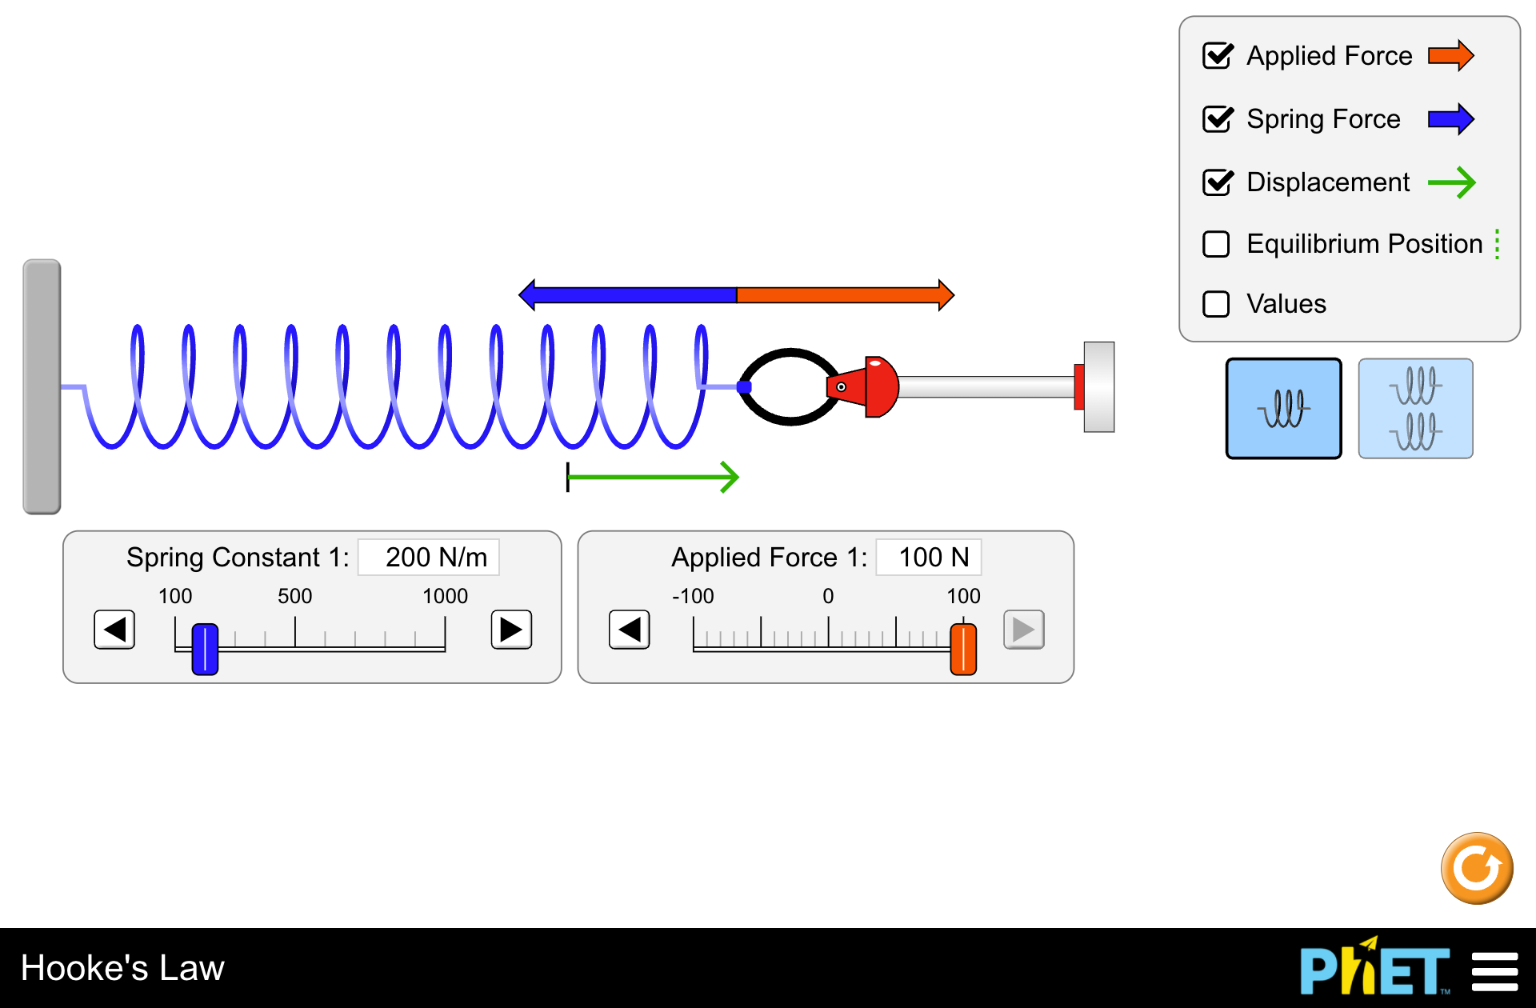 Applied Force
Spring Force
Displacement
Equilibrium Position
Values
Spring Constant 1: 200 N/m
100 500 1000
Applied Force 1: 100 N
-100 0 100
Hooke's Law
PhET™